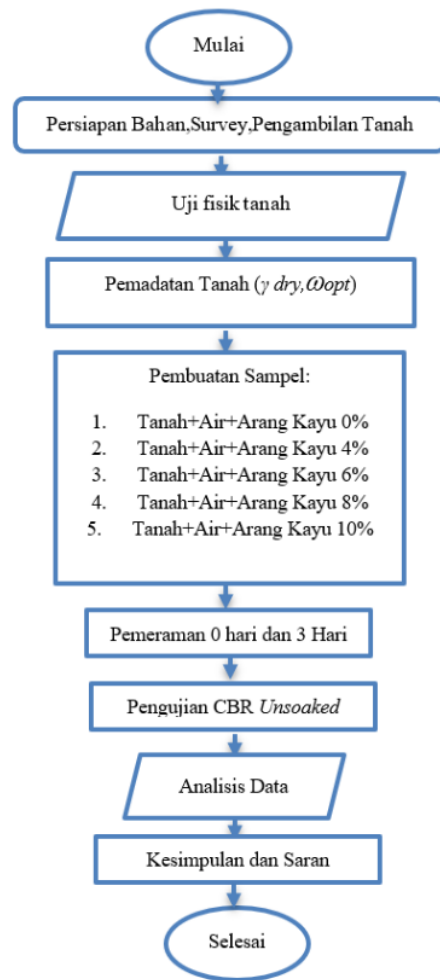 Mulai
Persiapan Bahan,Survey,Pengambilan Tanah
Uji fisik tanah
Pemadatan Tanah (γ dry,ωopt)
Pembuatan Sampel:
1. Tanah+Air+Arang Kayu 0%
2. Tanah+Air+Arang Kayu 4%
3. Tanah+Air+Arang Kayu 6%
4. Tanah+Air+Arang Kayu 8%
5. Tanah+Air+Arang Kayu 10%
Pemeraman 0 hari dan 3 Hari
Pengujian CBR Unsoaked
Analisis Data
Kesimpulan dan Saran
Selesai